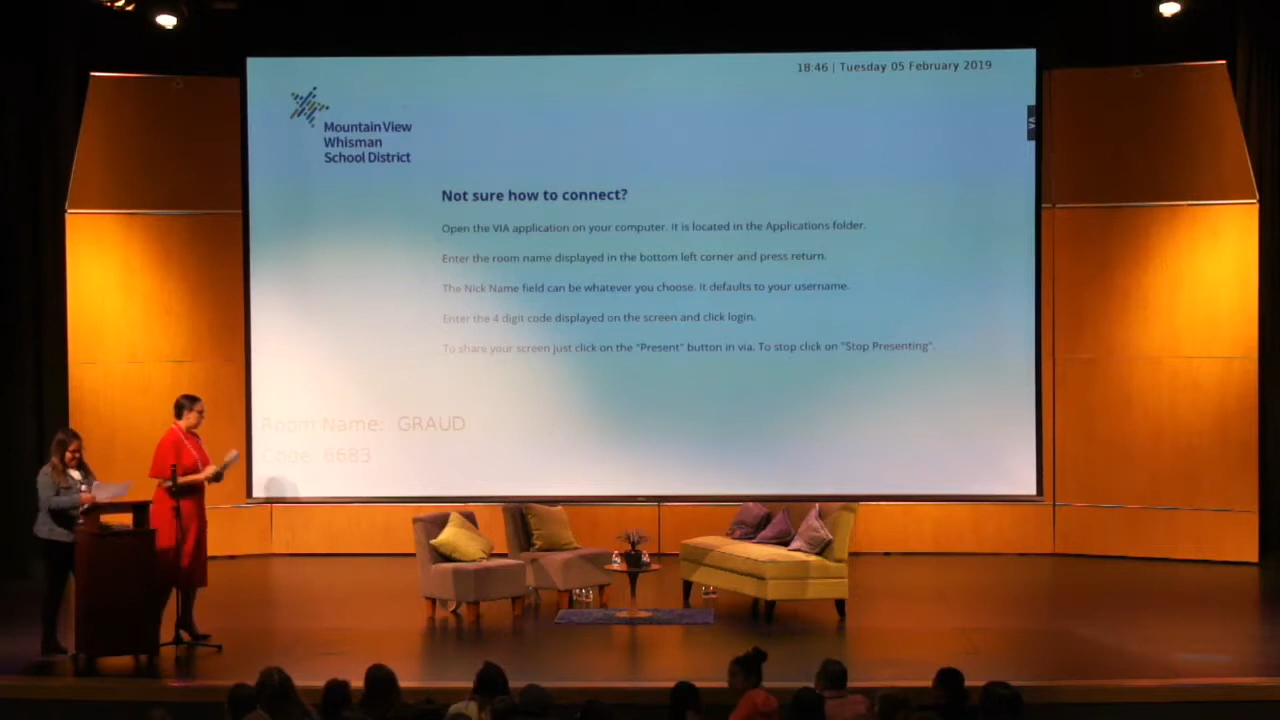 18:46 | Tuesday 05 February 2019
VIA
Mountain View
Whisman
School District
Not sure how to connect?
Open the VIA application on your computer. It is located in the Applications folder.
Enter the room name displayed in the bottom left corner and press return.
The Nick Name field can be whatever you choose. It defaults to your username.
Enter the 4 digit code displayed on the screen and click login.
To share your screen just click on the "Present" button in via. To stop click on "Stop Presenting".
Room Name: GRAUD
Code: 6683